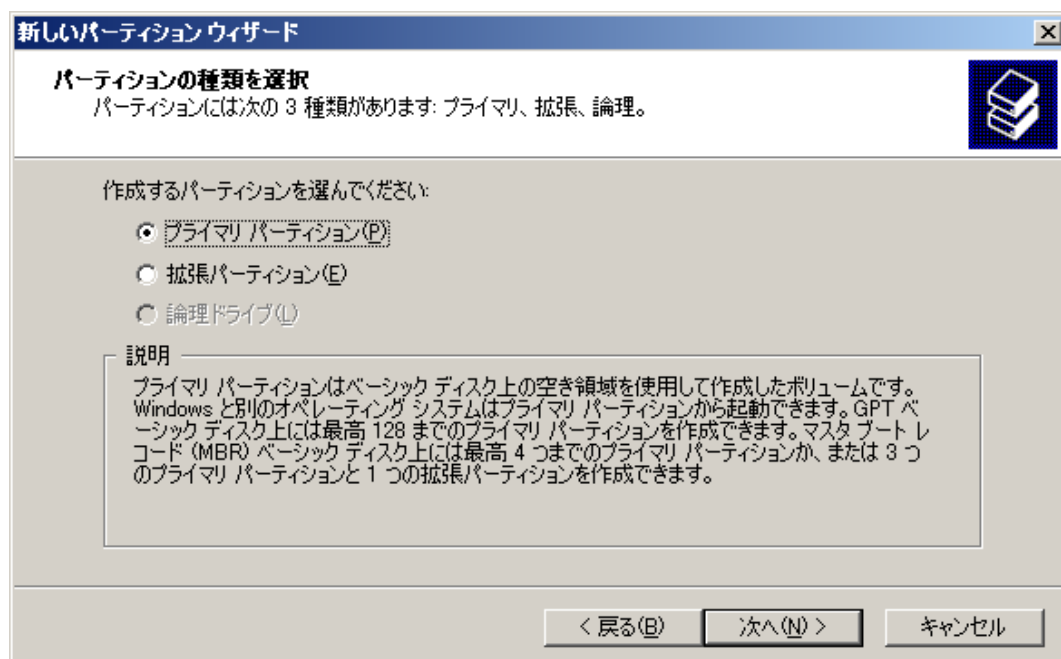 新しいパーティション ウィザード
パーティションの種類を選択
パーティションには次の 3 種類があります: プライマリ、拡張、論理。
作成するパーティションを選んでください:
プライマリ パーティション(P)
拡張パーティション(E)
論理ドライブ(L)
説明
プライマリ パーティションはベーシック ディスク上の空き領域を使用して作成したボリュームです。
Windows と別のオペレーティング システムはプライマリ パーティションから起動できます。GPT ベ
ーシック ディスク上には最高 128 までのプライマリ パーティションを作成できます。マスタ ブート レ
コード (MBR) ベーシック ディスク上には最高 4 つまでのプライマリ パーティションか、または 3 つ
のプライマリ パーティションと 1 つの拡張パーティションを作成できます。
< 戻る(B) 次へ(N) > キャンセル